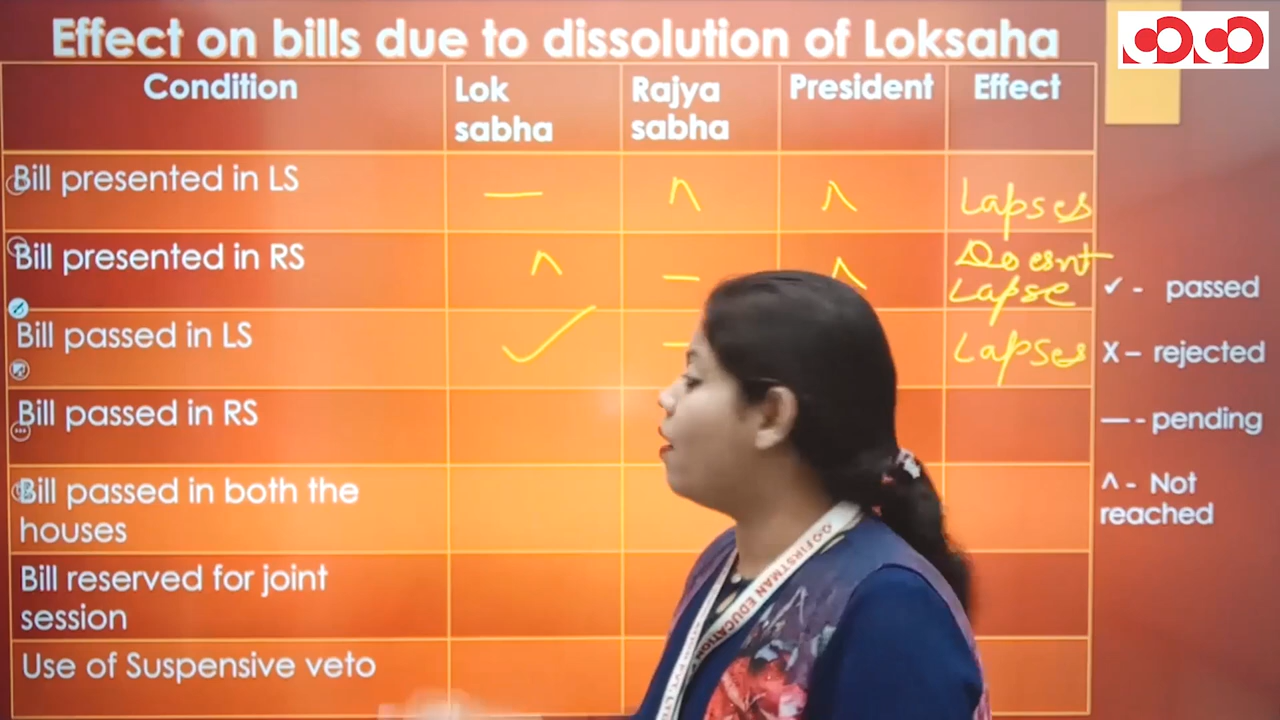 Effect on bills due to dissolution of Loksaha
Condition
Lok
sabha
Rajya
sabha
President
Effect
Bill presented in LS
— ^ ^ Lapses
Bill presented in RS
^ — ^ Doesnt
Lapse
Bill passed in LS
✓ — Lapses
Bill passed in RS
Bill passed in both the
houses
Bill reserved for joint
session
Use of Suspensive veto
✓ - passed
X – rejected
— - pending
^ - Not
reached
FIRSTMAN EDUCATION